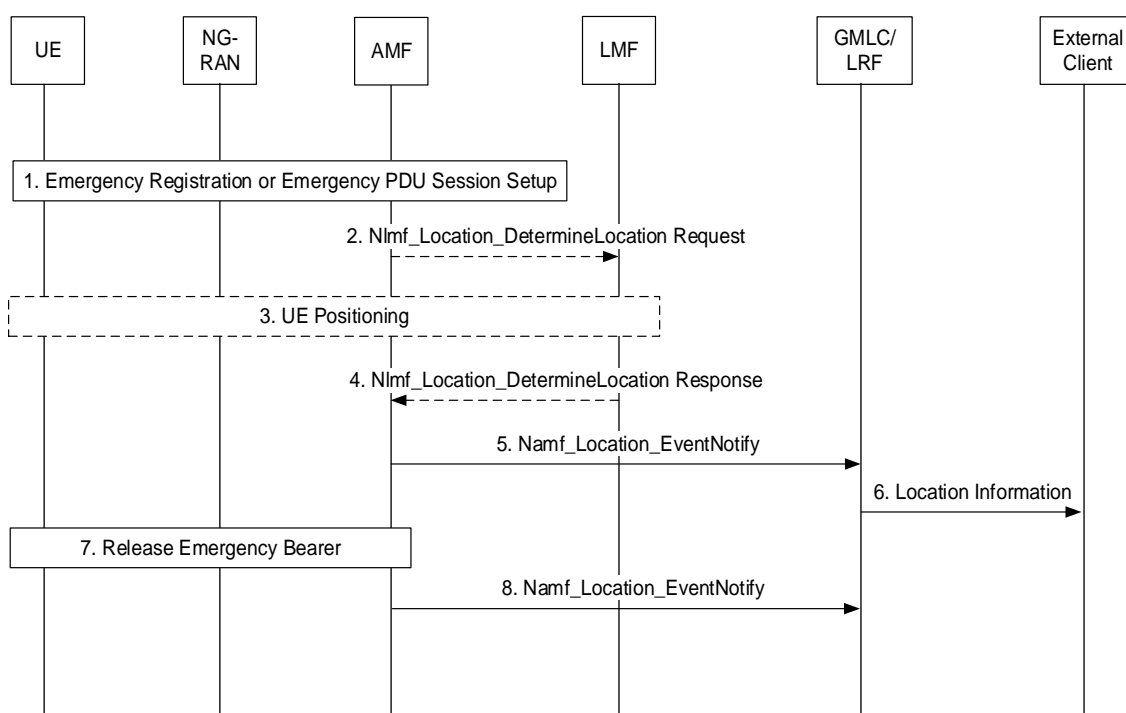 UE
NG-
RAN
AMF
LMF
GMLC/
LRF
External
Client
1. Emergency Registration or Emergency PDU Session Setup
2. Nlmf_Location_DetermineLocation Request
3. UE Positioning
4. Nlmf_Location_DetermineLocation Response
5. Namf_Location_EventNotify
6. Location Information
7. Release Emergency Bearer
8. Namf_Location_EventNotify